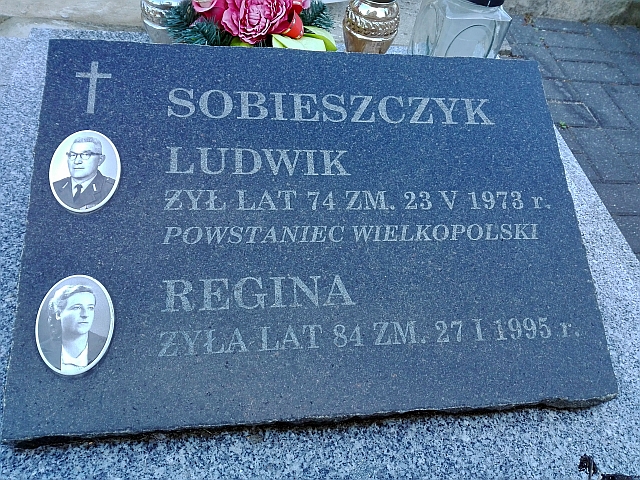 SOBIESZCZYK
LUDWIK
ŻYŁ LAT 74 ZM. 23 V 1973 r.
POWSTANIEC WIELKOPOLSKI
REGINA
ŻYŁA LAT 84 ZM. 27 I 1995 r.